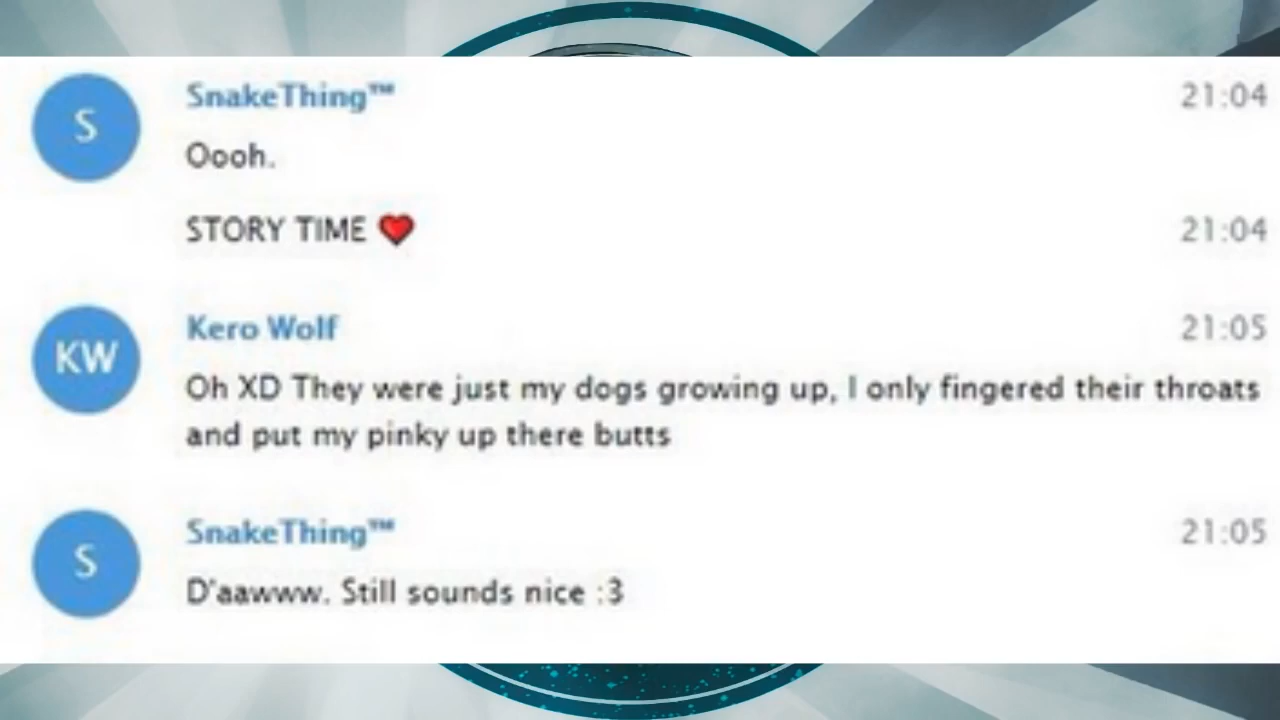 S
SnakeThing™ 21:04
Oooh.
STORY TIME ❤ 21:04
KW
Kero Wolf 21:05
Oh XD They were just my dogs growing up, I only fingered their throats
and put my pinky up there butts
S
SnakeThing™ 21:05
D'aawww. Still sounds nice :3